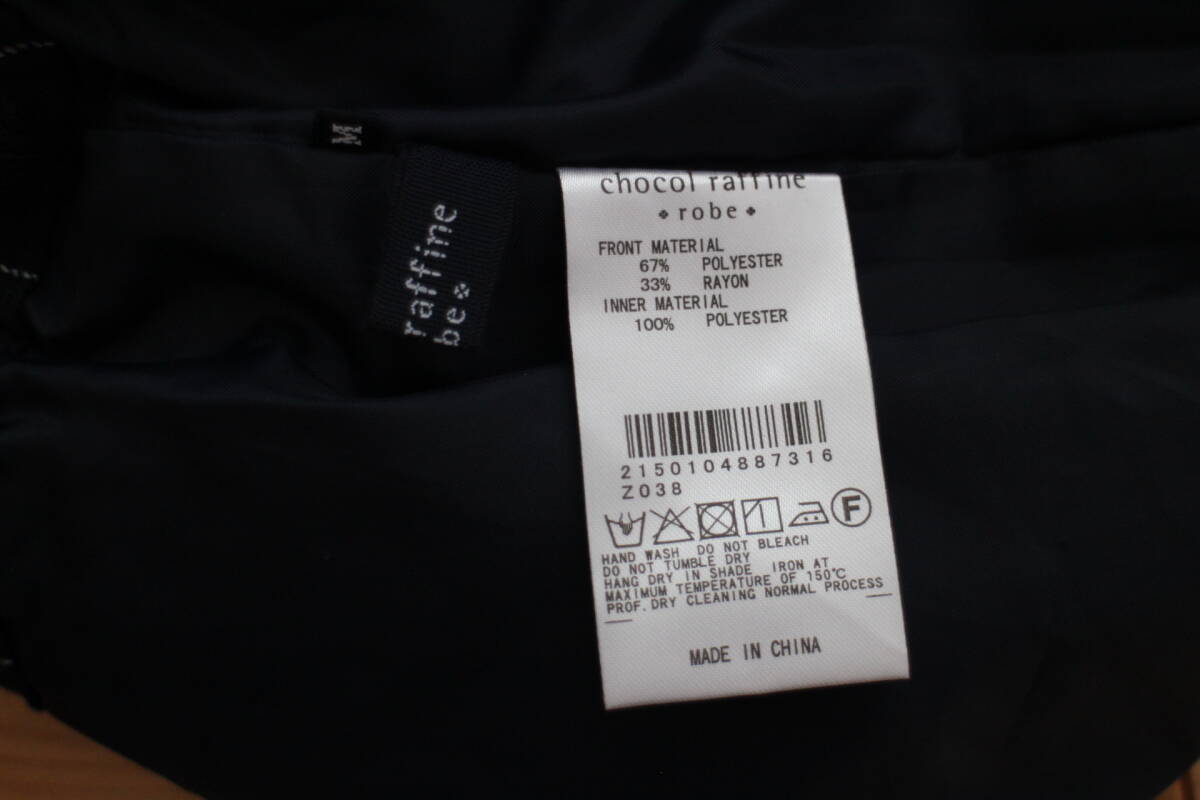 M
raffine
be
chocol raffine
robe
FRONT MATERIAL
67% POLYESTER
33% RAYON
INNER MATERIAL
100% POLYESTER
2150104887316
Z038
F
HAND WASH DO NOT BLEACH
DO NOT TUMBLE DRY
HANG DRY IN SHADE IRON AT
MAXIMUM TEMPERATURE OF 150℃
PROF. DRY CLEANING NORMAL PROCESS
MADE IN CHINA